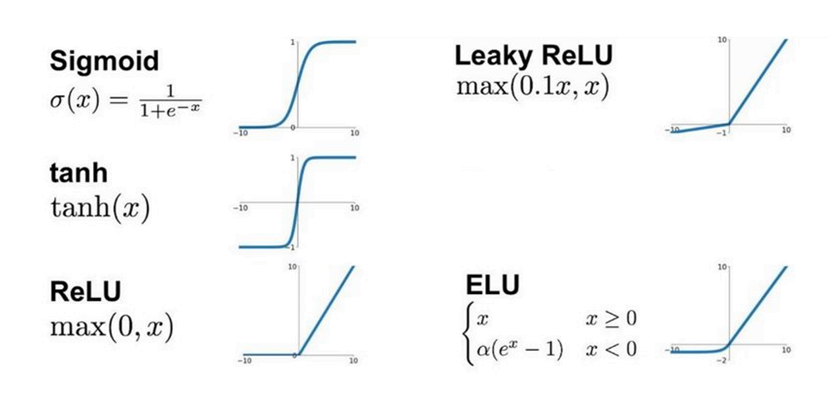 Sigmoid
σ(x) = 1/(1+e^−x)
1
0
−10
10
tanh
tanh(x)
1
−10
10
−1
ReLU
max(0, x)
10
0
−10
10
Leaky ReLU
max(0.1x, x)
10
−10
−1
10
ELU
{ x x ≥ 0
α(e^x − 1) x < 0
10
−10
−2
10